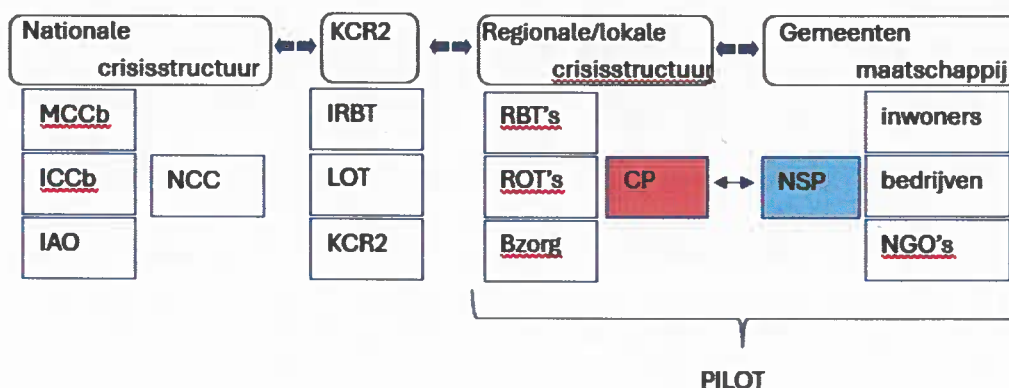 Nationale
crisisstructuur
KCR2
Regionale/lokale
crisisstructuur
Gemeenten
maatschappij
MCCb
IRBT
RBT's
inwoners
ICCb
NCC
LOT
ROT's
CP
NSP
bedrijven
IAO
KCR2
Bzorg
NGO's
PILOT